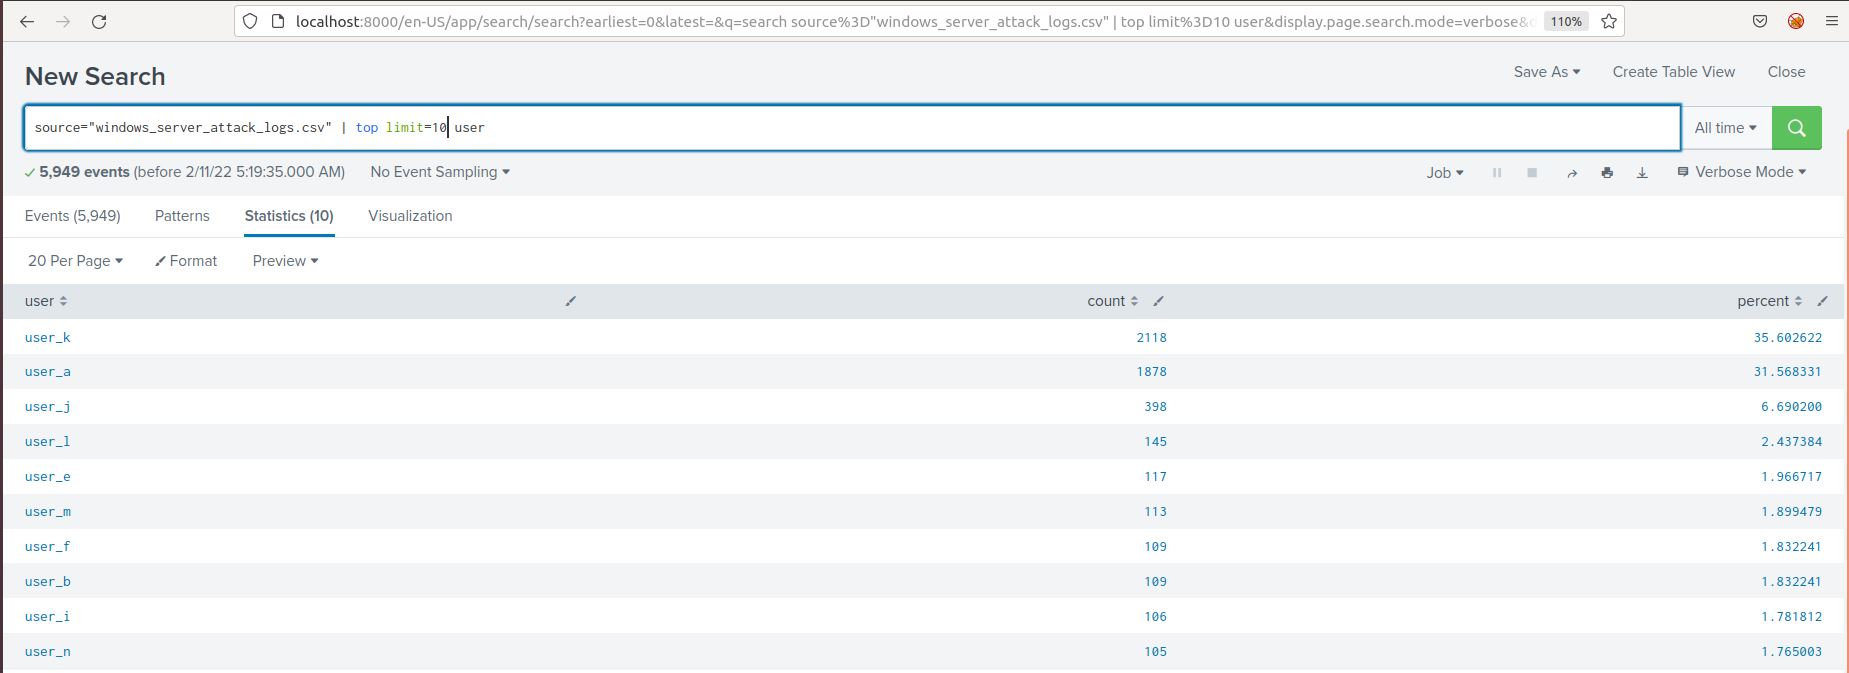 localhost:8000/en-US/app/search/search?earliest=0&latest=&q=search source%3D"windows_server_attack_logs.csv" | top limit%3D10 user&display.page.search.mode=verbose& 110%
New Search
Save As Create Table View Close
source="windows_server_attack_logs.csv" | top limit=10 user
All time
5,949 events (before 2/11/22 5:19:35.000 AM) No Event Sampling
Job Verbose Mode
Events (5,949) Patterns Statistics (10) Visualization
20 Per Page Format Preview
user count percent
user_k 2118 35.602622
user_a 1878 31.568331
user_j 398 6.690200
user_l 145 2.437384
user_e 117 1.966717
user_m 113 1.899479
user_f 109 1.832241
user_b 109 1.832241
user_i 106 1.781812
user_n 105 1.765003